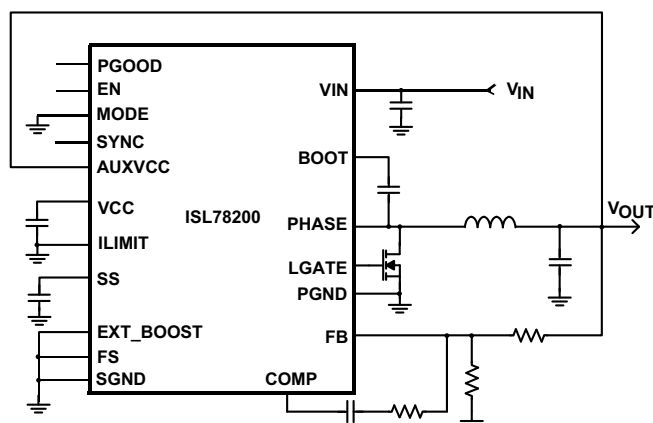 PGOOD
EN
MODE
SYNC
AUXVCC
VCC
ILIMIT
SS
EXT_BOOST
FS
SGND
ISL78200
VIN
BOOT
PHASE
LGATE
PGND
FB
COMP
VIN
VOUT